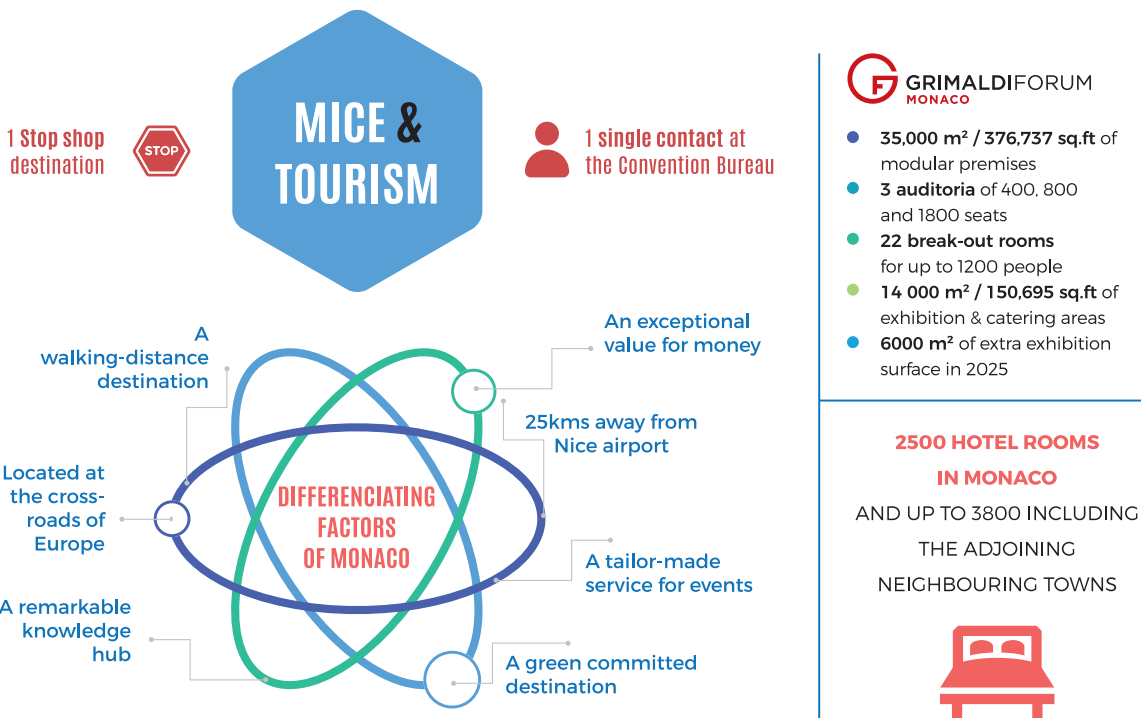 MICE &
TOURISM
1 Stop shop
destination
STOP
1 single contact at
the Convention Bureau
A
walking-distance
destination
An exceptional
value for money
25kms away from
Nice airport
Located at
the cross-
roads of
Europe
DIFFERENCIATING
FACTORS
OF MONACO
A tailor-made
service for events
A remarkable
knowledge
hub
A green committed
destination
GF
GRIMALDIFORUM
MONACO
35,000 m² / 376,737 sq.ft of
modular premises
3 auditoria of 400, 800
and 1800 seats
22 break-out rooms
for up to 1200 people
14 000 m² / 150,695 sq.ft of
exhibition & catering areas
6000 m² of extra exhibition
surface in 2025
2500 HOTEL ROOMS
IN MONACO
AND UP TO 3800 INCLUDING
THE ADJOINING
NEIGHBOURING TOWNS